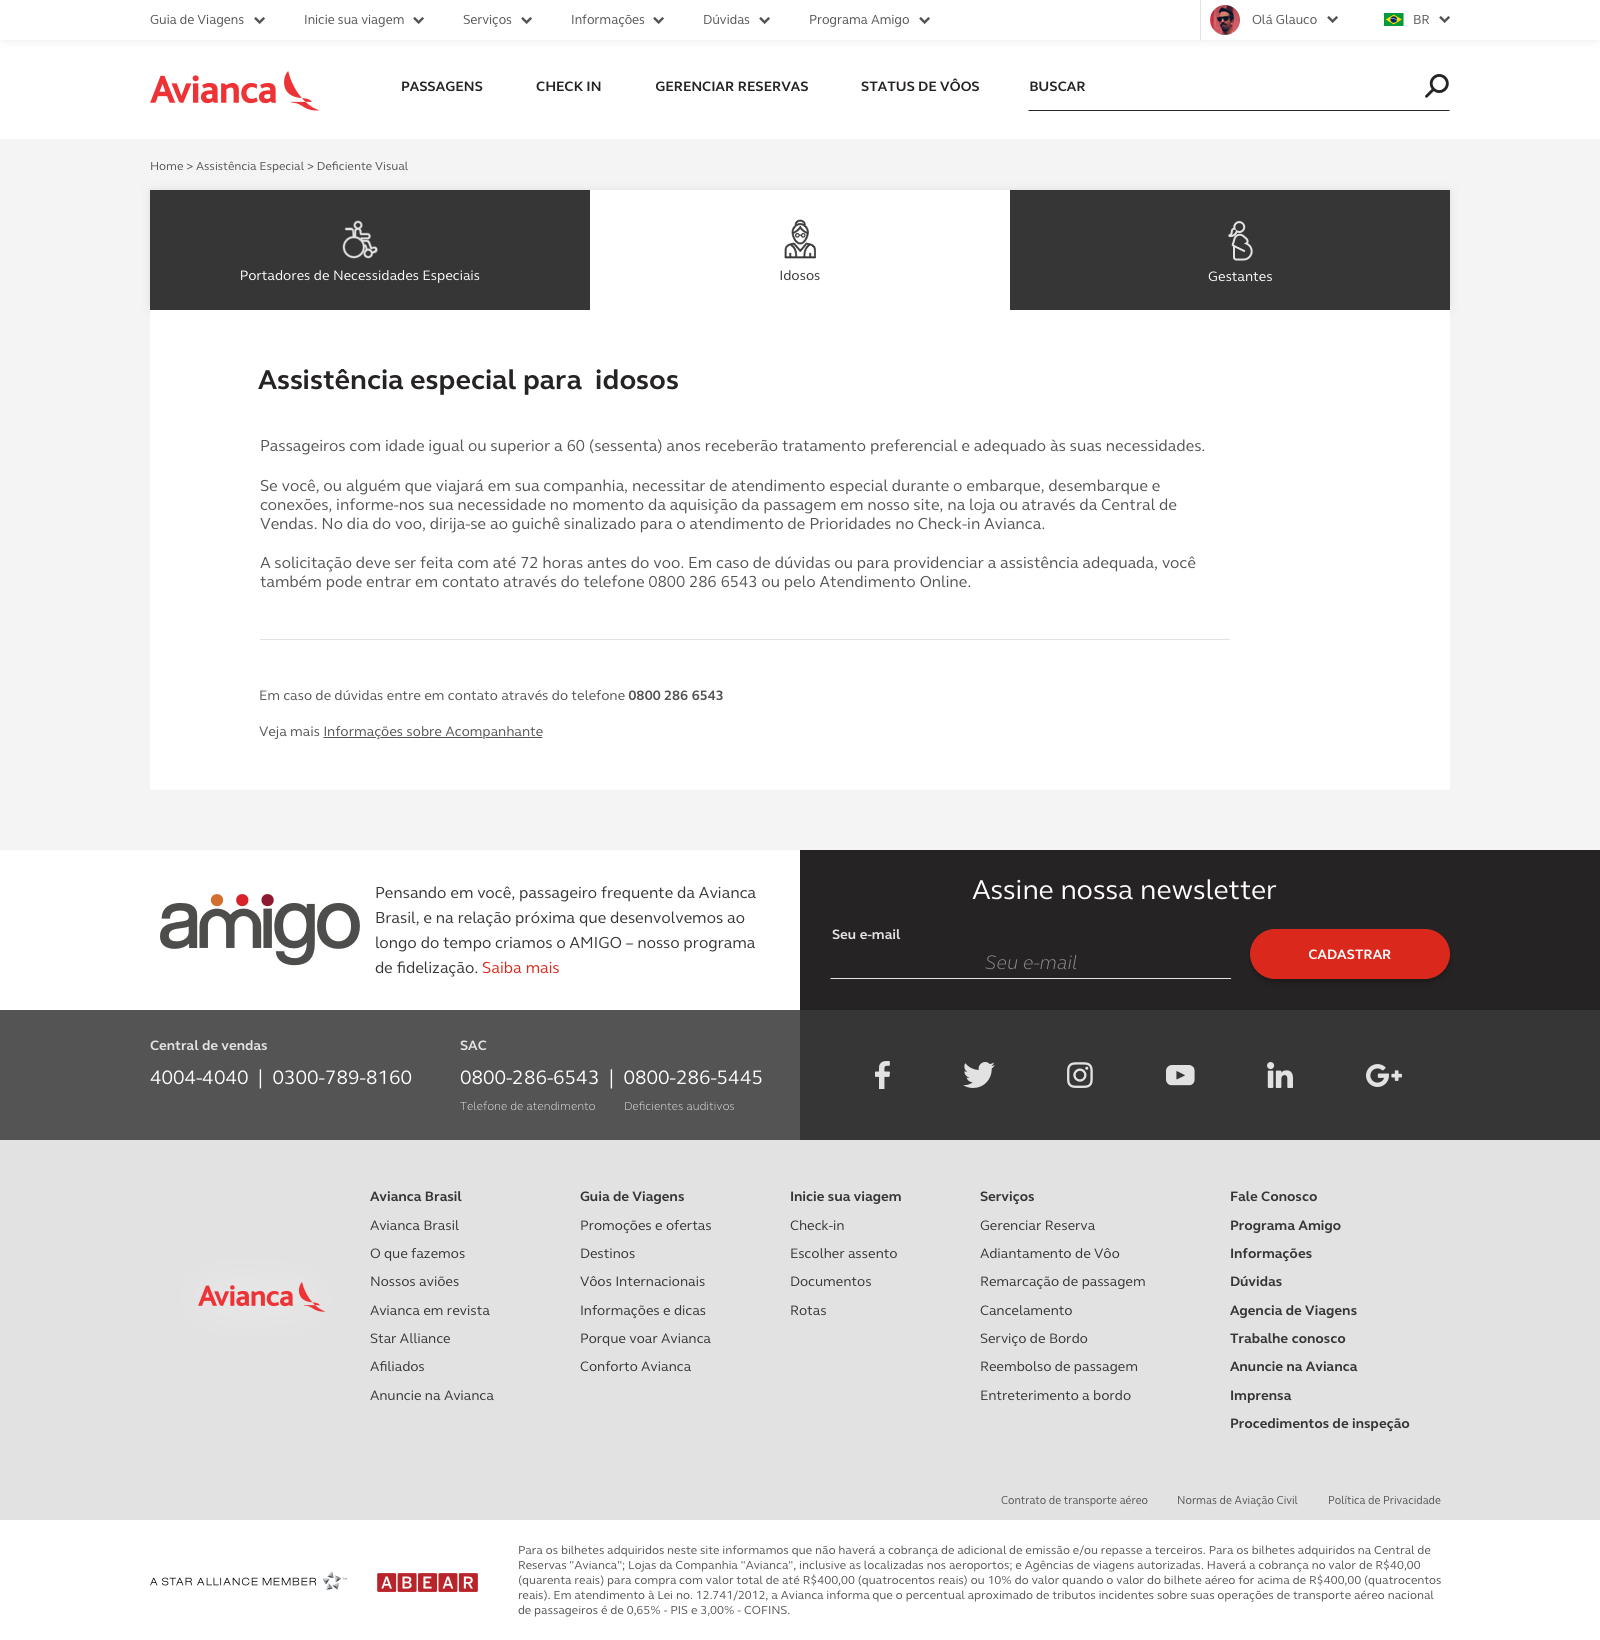 Guia de Viagens Inicie sua viagem Serviços Informações Dúvidas Programa Amigo Olá Glauco BR
Avianca PASSAGENS CHECK IN GERENCIAR RESERVAS STATUS DE VÔOS BUSCAR
Home > Assistência Especial > Deficiente Visual
Portadores de Necessidades Especiais
Idosos
Gestantes
Assistência especial para idosos
Passageiros com idade igual ou superior a 60 (sessenta) anos receberão tratamento preferencial e adequado às suas necessidades.
Se você, ou alguém que viajará em sua companhia, necessitar de atendimento especial durante o embarque, desembarque e
conexões, informe-nos sua necessidade no momento da aquisição da passagem em nosso site, na loja ou através da Central de
Vendas. No dia do voo, dirija-se ao guichê sinalizado para o atendimento de Prioridades no Check-in Avianca.
A solicitação deve ser feita com até 72 horas antes do voo. Em caso de dúvidas ou para providenciar a assistência adequada, você
também pode entrar em contato através do telefone 0800 286 6543 ou pelo Atendimento Online.
Em caso de dúvidas entre em contato através do telefone 0800 286 6543
Veja mais Informações sobre Acompanhante
amigo
Pensando em você, passageiro frequente da Avianca
Brasil, e na relação próxima que desenvolvemos ao
longo do tempo criamos o AMIGO – nosso programa
de fidelização. Saiba mais
Assine nossa newsletter
Seu e-mail
Seu e-mail
CADASTRAR
Central de vendas
4004-4040 | 0300-789-8160
SAC
0800-286-6543 | 0800-286-5445
Telefone de atendimento Deficientes auditivos
Avianca
Avianca Brasil
Avianca Brasil
O que fazemos
Nossos aviões
Avianca em revista
Star Alliance
Afiliados
Anuncie na Avianca
Guia de Viagens
Promoções e ofertas
Destinos
Vôos Internacionais
Informações e dicas
Porque voar Avianca
Conforto Avianca
Inicie sua viagem
Check-in
Escolher assento
Documentos
Rotas
Serviços
Gerenciar Reserva
Adiantamento de Vôo
Remarcação de passagem
Cancelamento
Serviço de Bordo
Reembolso de passagem
Entreterimento a bordo
Fale Conosco
Programa Amigo
Informações
Dúvidas
Agencia de Viagens
Trabalhe conosco
Anuncie na Avianca
Imprensa
Procedimentos de inspeção
Contrato de transporte aéreo Normas de Aviação Civil Política de Privacidade
A STAR ALLIANCE MEMBER
ABEAR
Para os bilhetes adquiridos neste site informamos que não haverá a cobrança de adicional de emissão e/ou repasse a terceiros. Para os bilhetes adquiridos na Central de
Reservas "Avianca"; Lojas da Companhia "Avianca", inclusive as localizadas nos aeroportos; e Agências de viagens autorizadas. Haverá a cobrança no valor de R$40,00
(quarenta reais) para compra com valor total de até R$400,00 (quatrocentos reais) ou 10% do valor quando o valor do bilhete aéreo for acima de R$400,00 (quatrocentos
reais). Em atendimento à Lei no. 12.741/2012, a Avianca informa que o percentual aproximado de tributos incidentes sobre suas operações de transporte aéreo nacional
de passageiros é de 0,65% - PIS e 3,00% - COFINS.